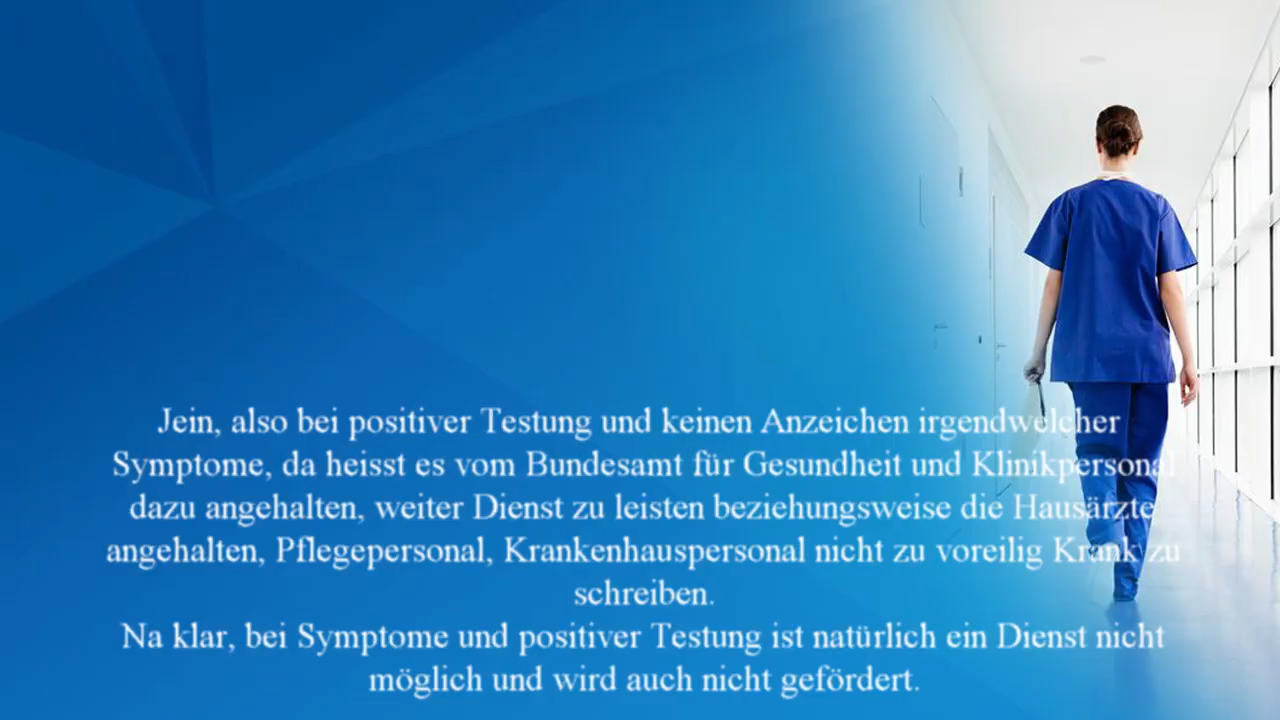 Jein, also bei positiver Testung und keinen Anzeichen irgendwelcher
Symptome, da heisst es vom Bundesamt für Gesundheit und Klinikpersonal
dazu angehalten, weiter Dienst zu leisten beziehungsweise die Hausärzte
angehalten, Pflegepersonal, Krankenhauspersonal nicht zu voreilig Krank zu
schreiben.
Na klar, bei Symptome und positiver Testung ist natürlich ein Dienst nicht
möglich und wird auch nicht gefördert.